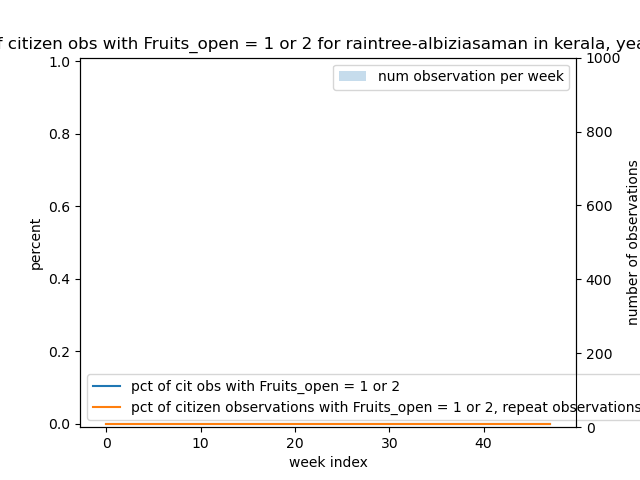 citizen obs with Fruits_open = 1 or 2 for raintree-albiziasaman in kerala,
num observation per week
1.0
0.8
0.6
0.4
0.2
0.0
percent
1000
800
600
400
200
0
number of observations
pct of cit obs with Fruits_open = 1 or 2
pct of citizen observations with Fruits_open = 1 or 2, repeat observations
0
10
20
30
40
week index